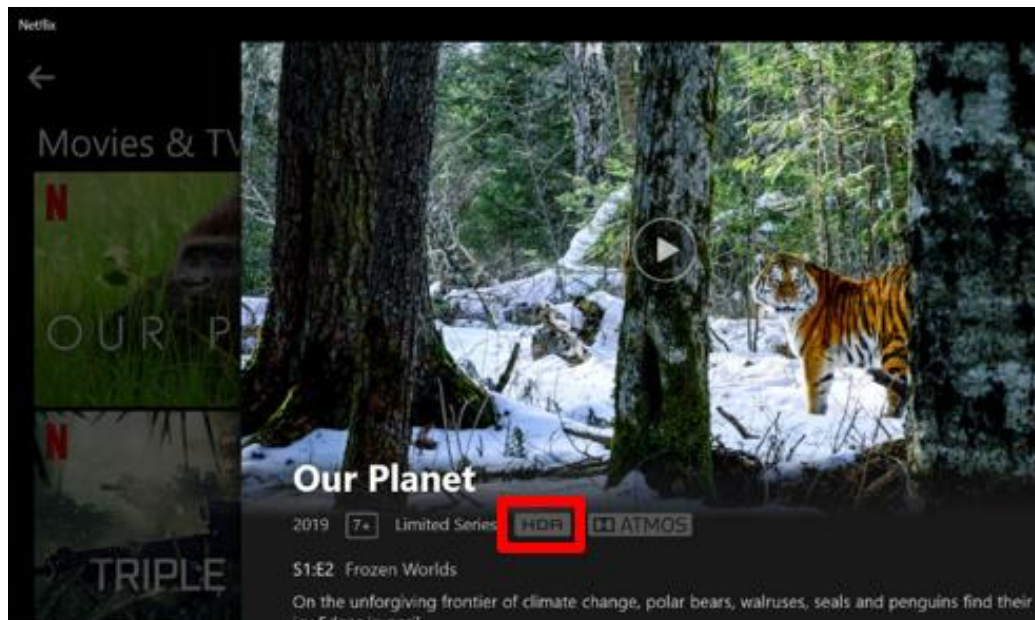 Netflix
Movies & TV
N
OUR P
N
TRIPLE
Our Planet
2019 7+ Limited Series HDR ATMOS
S1:E2 Frozen Worlds
On the unforgiving frontier of climate change, polar bears, walruses, seals and penguins find their